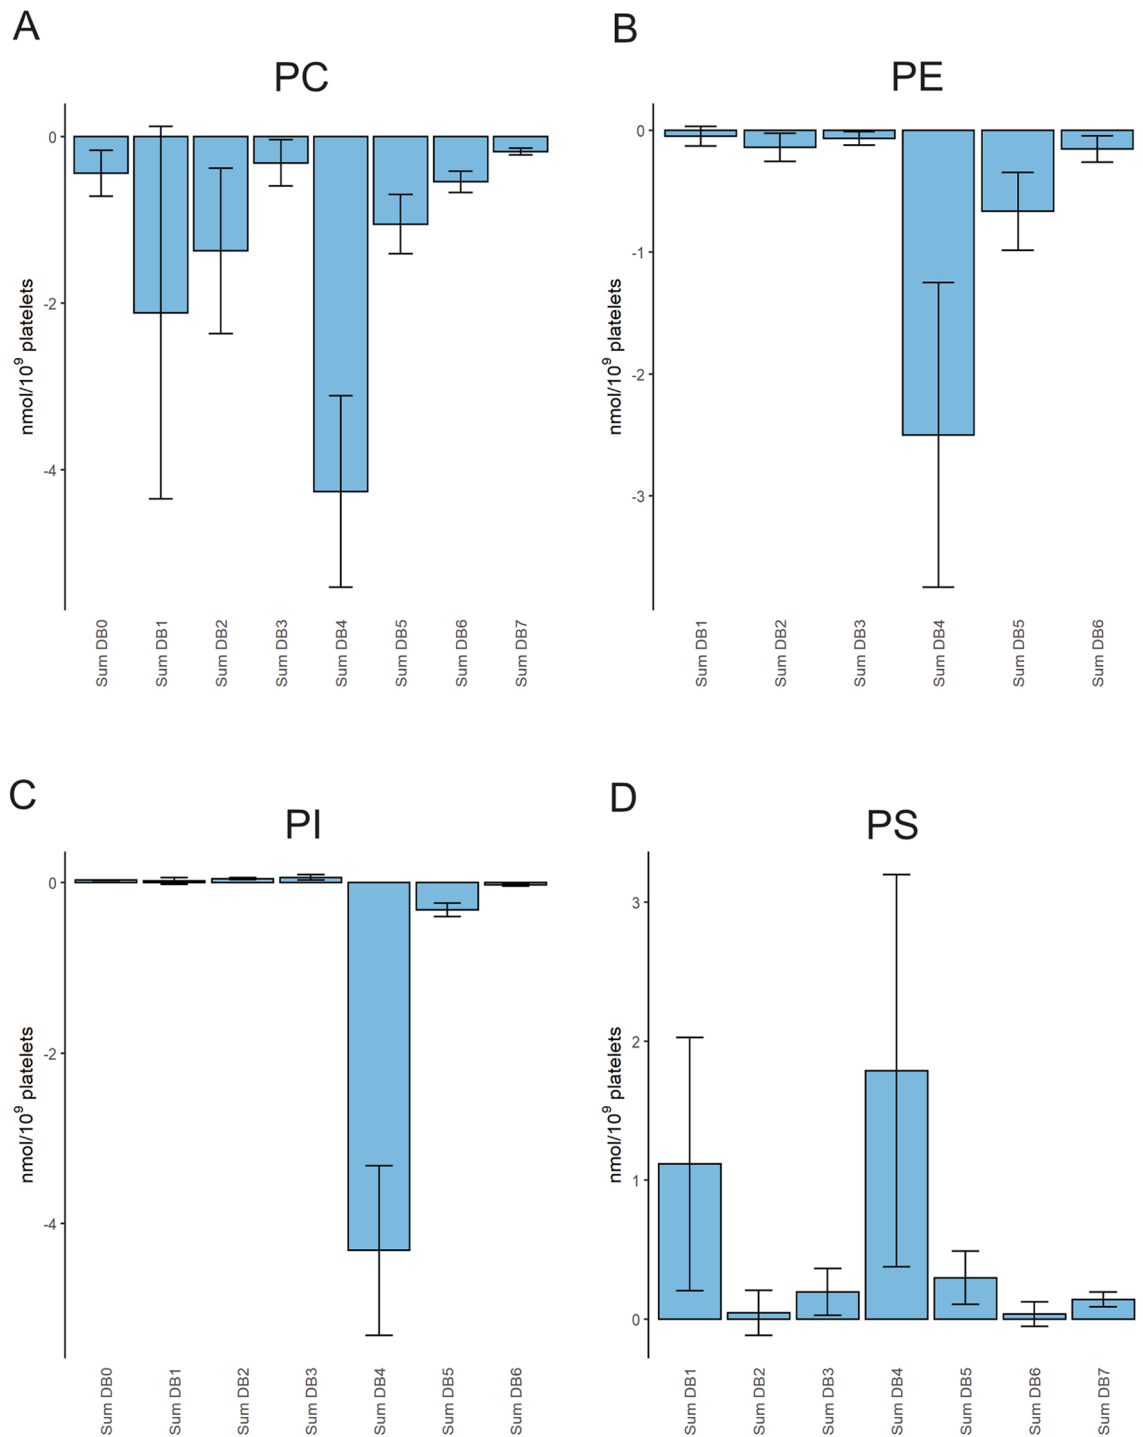 A
PC
0
-2
-4
nmol/10⁹ platelets
Sum DB0
Sum DB1
Sum DB2
Sum DB3
Sum DB4
Sum DB5
Sum DB6
Sum DB7
B
PE
0
-1
-2
-3
nmol/10⁹ platelets
Sum DB1
Sum DB2
Sum DB3
Sum DB4
Sum DB5
Sum DB6
C
PI
0
-2
-4
nmol/10⁹ platelets
Sum DB0
Sum DB1
Sum DB2
Sum DB3
Sum DB4
Sum DB5
Sum DB6
D
PS
3
2
1
0
nmol/10⁹ platelets
Sum DB1
Sum DB2
Sum DB3
Sum DB4
Sum DB5
Sum DB6
Sum DB7